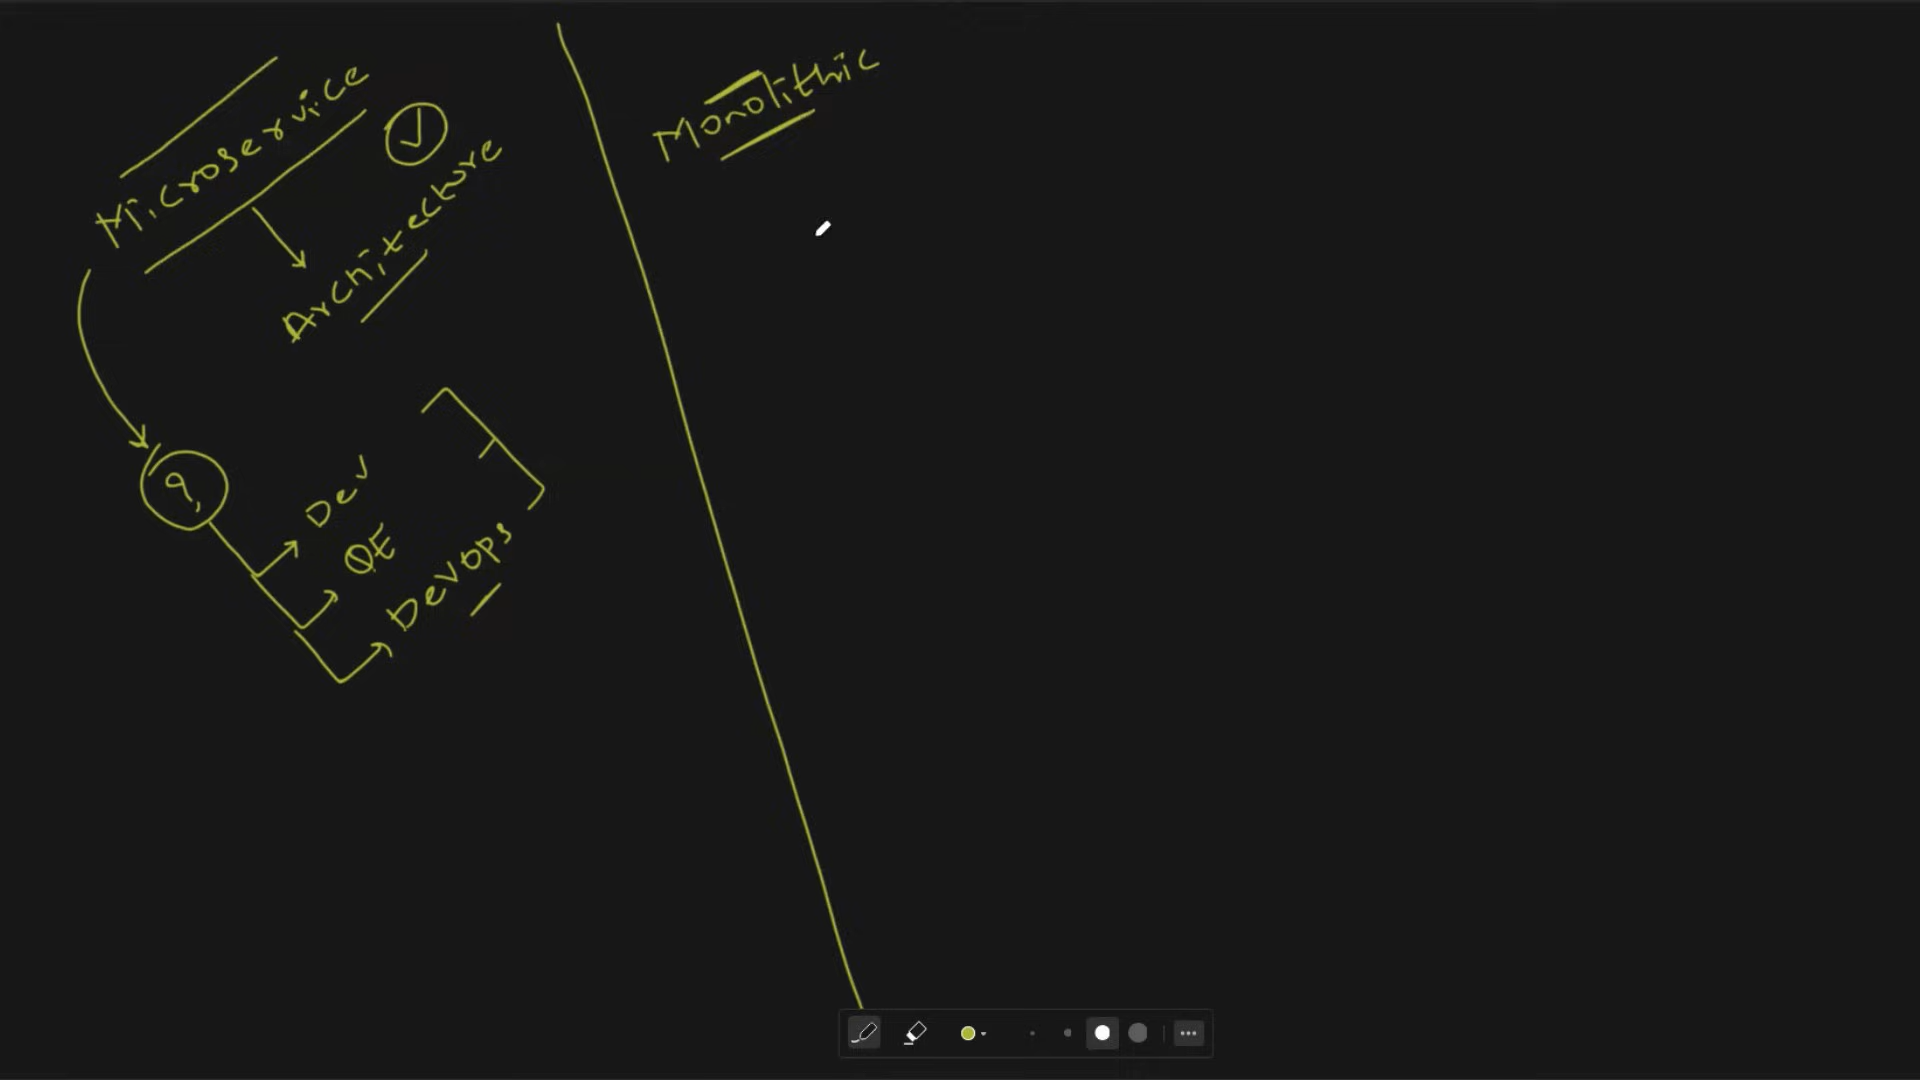 Microservice
Architecture
Q,
Dev
QE
Devops
Monolithic